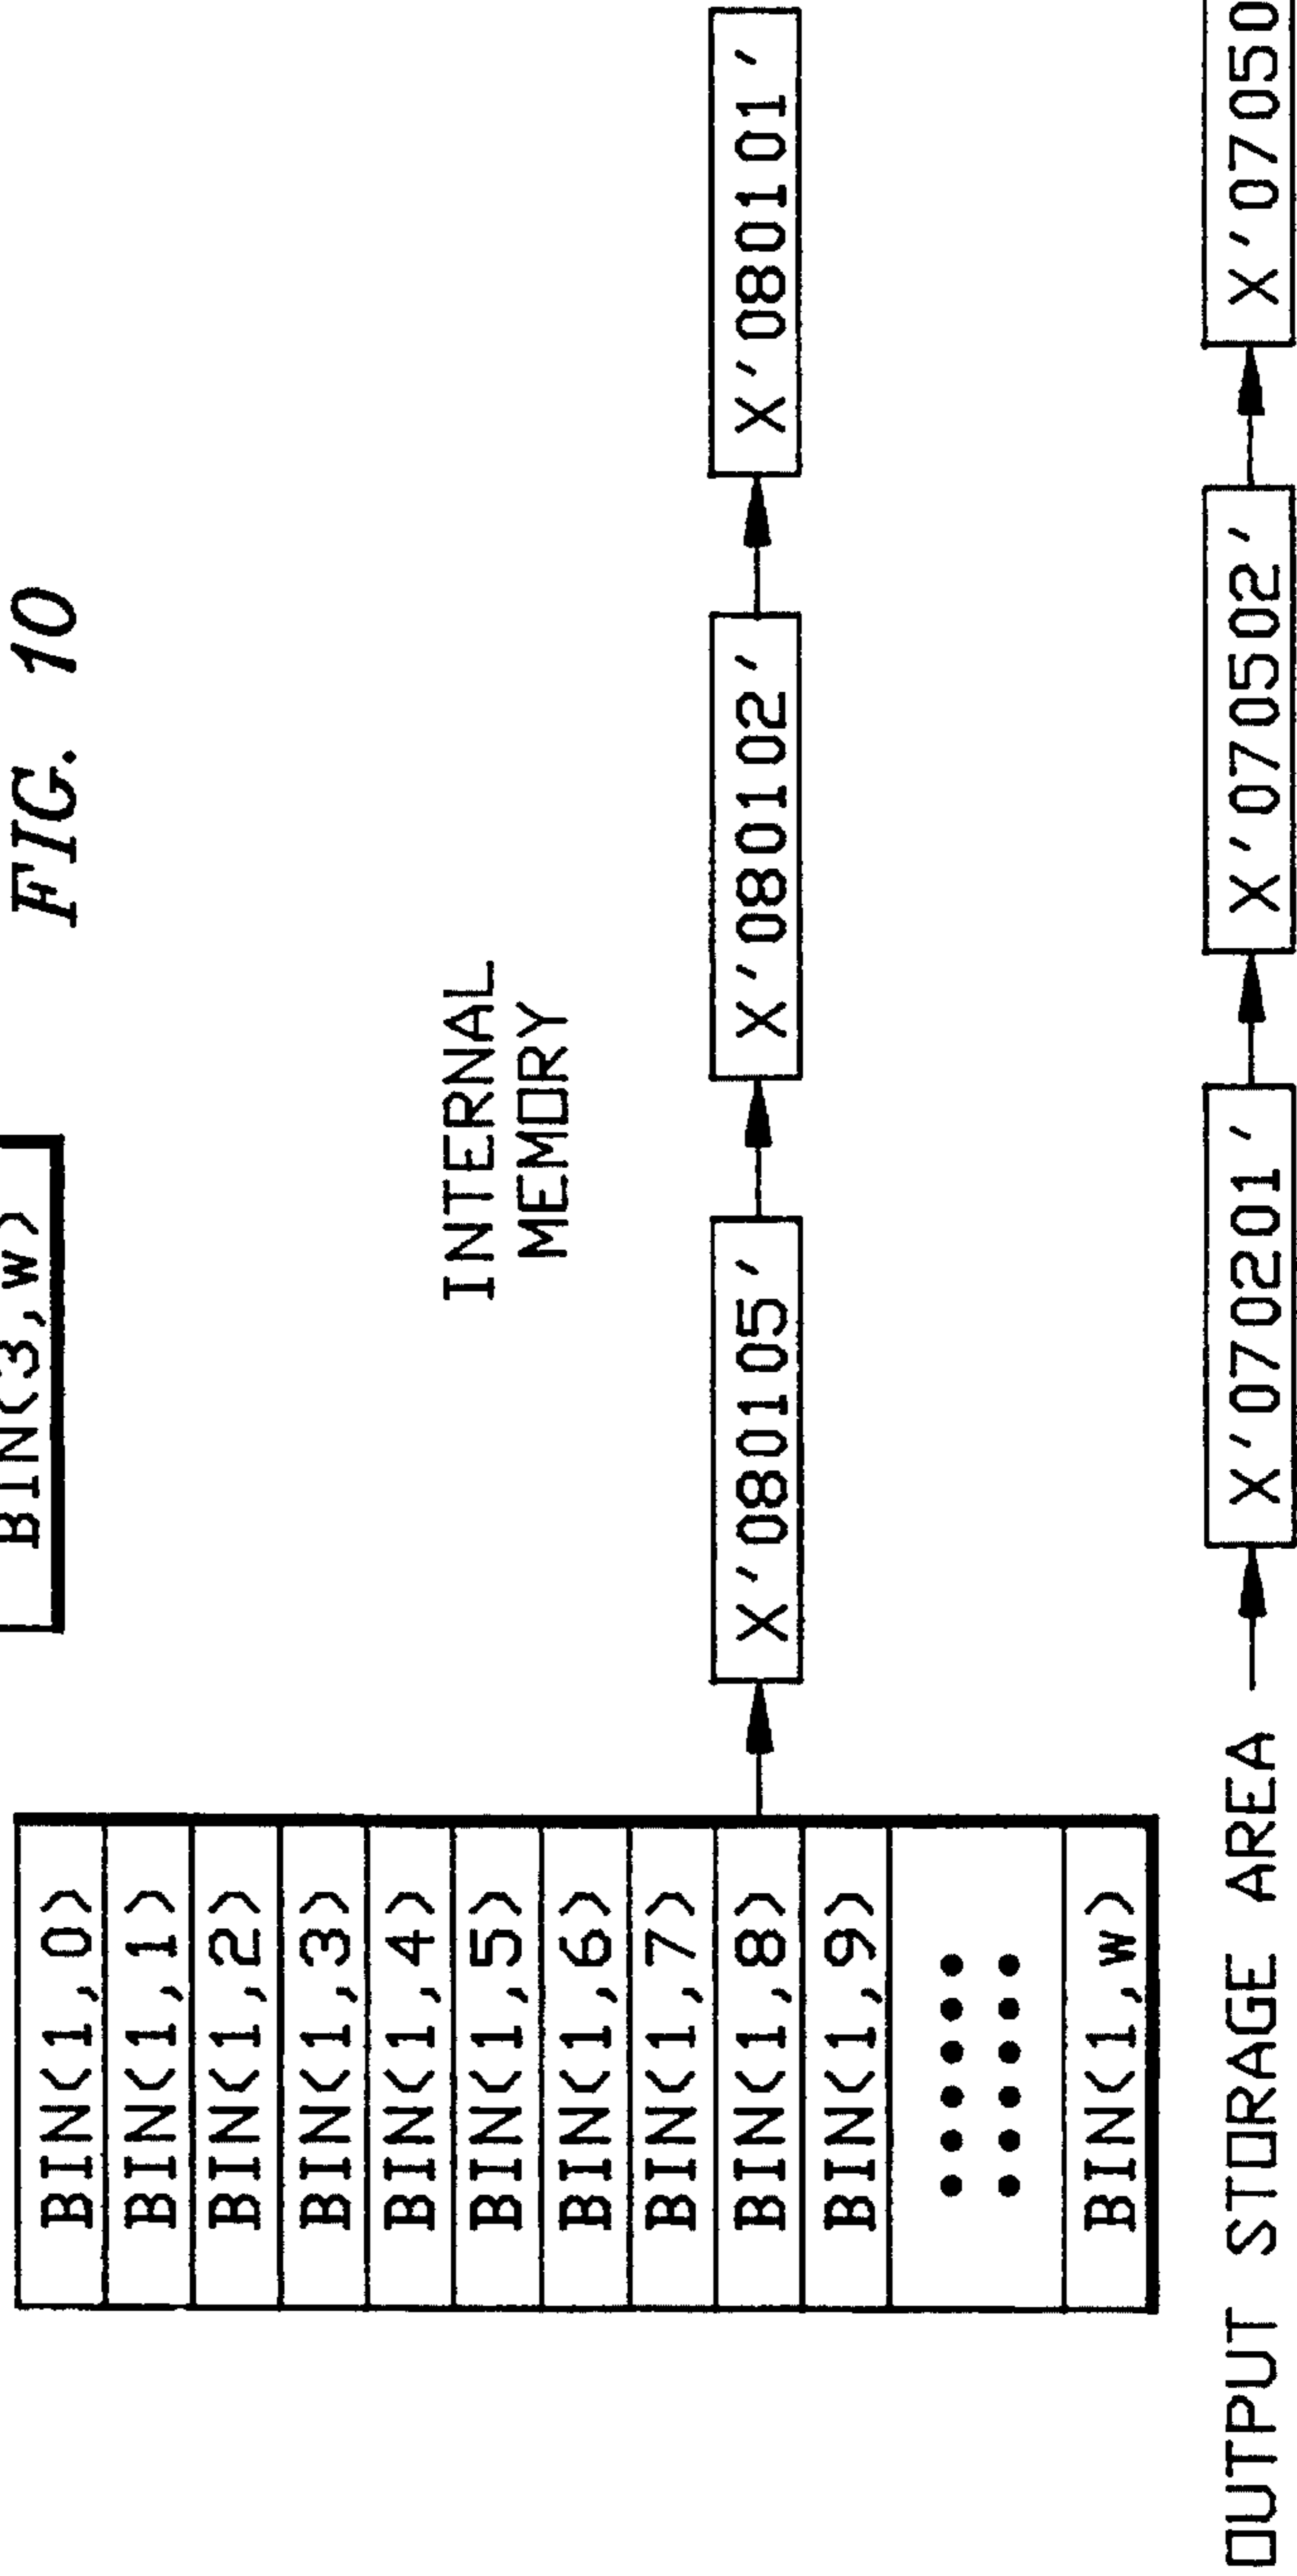 BIN(3,w)
FIG. 10
INTERNAL
MEMORY
BIN(1,0)
BIN(1,1)
BIN(1,2)
BIN(1,3)
BIN(1,4)
BIN(1,5)
BIN(1,6)
BIN(1,7)
BIN(1,8)
X'080105'
X'080102'
X'080101'
BIN(1,9)
BIN(1,w)
OUTPUT STORAGE AREA
X'070201'
X'070502'
X'07050